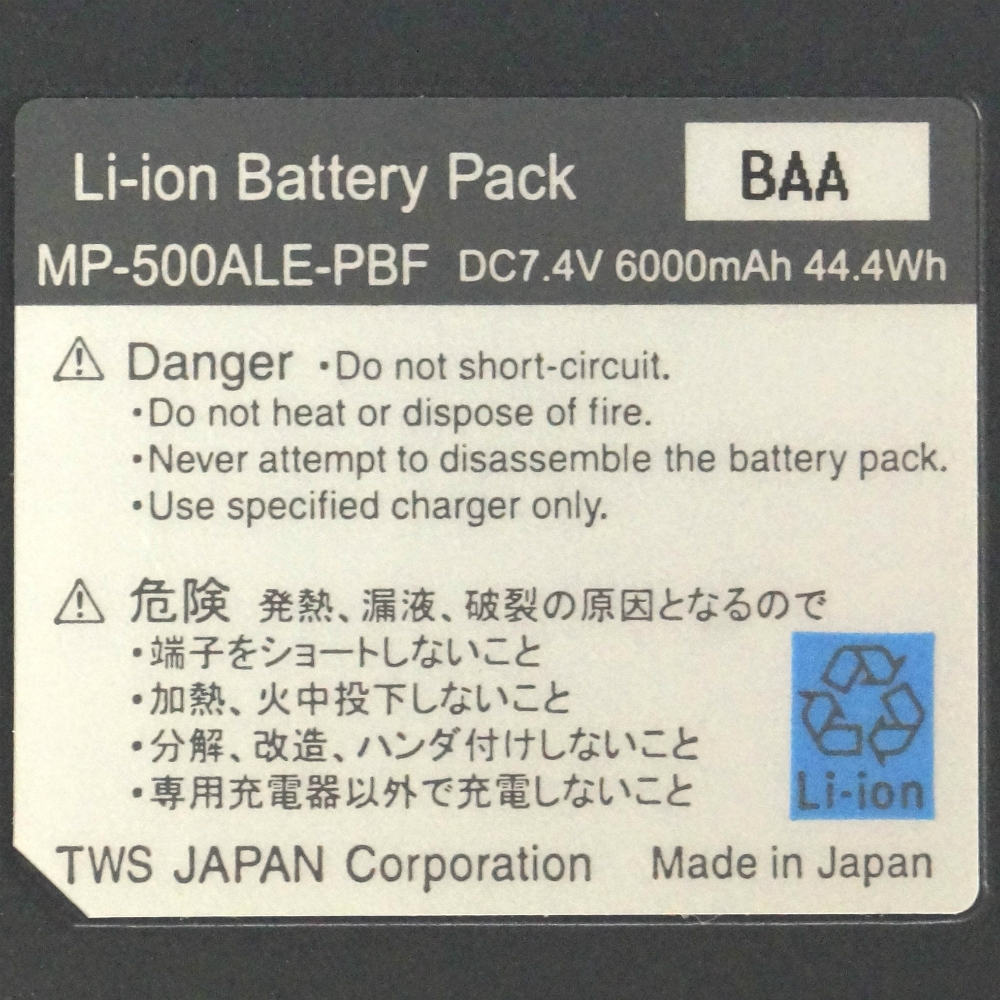 Li-ion Battery Pack BAA
MP-500ALE-PBF DC7.4V 6000mAh 44.4Wh
⚠ Danger ・Do not short-circuit.
・Do not heat or dispose of fire.
・Never attempt to disassemble the battery pack.
・Use specified charger only.
⚠ 危険 発熱、漏液、破裂の原因となるので
・端子をショートしないこと
・加熱、火中投下しないこと
・分解、改造、ハンダ付けしないこと
・専用充電器以外で充電しないこと
Li-ion
TWS JAPAN Corporation Made in Japan